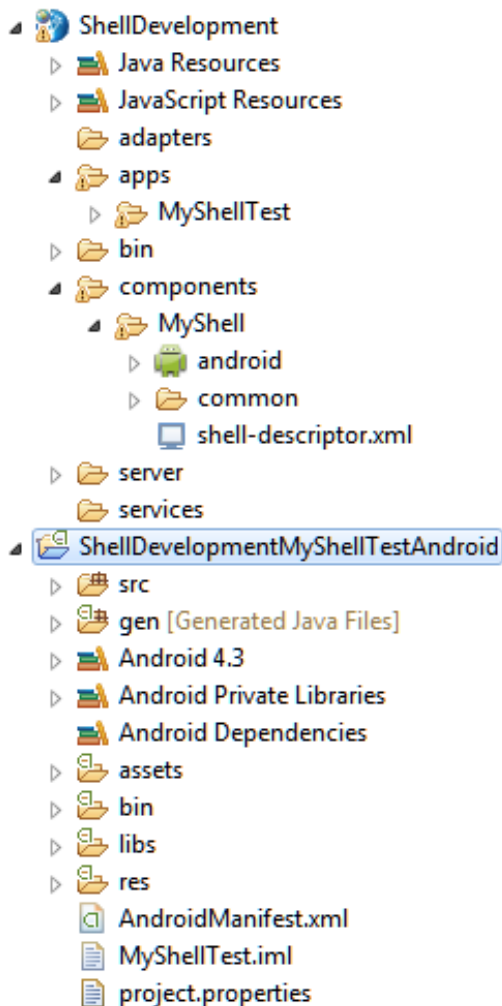 ShellDevelopment
Java Resources
JavaScript Resources
adapters
apps
MyShellTest
bin
components
MyShell
android
common
shell-descriptor.xml
server
services
ShellDevelopmentMyShellTestAndroid
src
gen [Generated Java Files]
Android 4.3
Android Private Libraries
Android Dependencies
assets
bin
libs
res
AndroidManifest.xml
MyShellTest.iml
project.properties